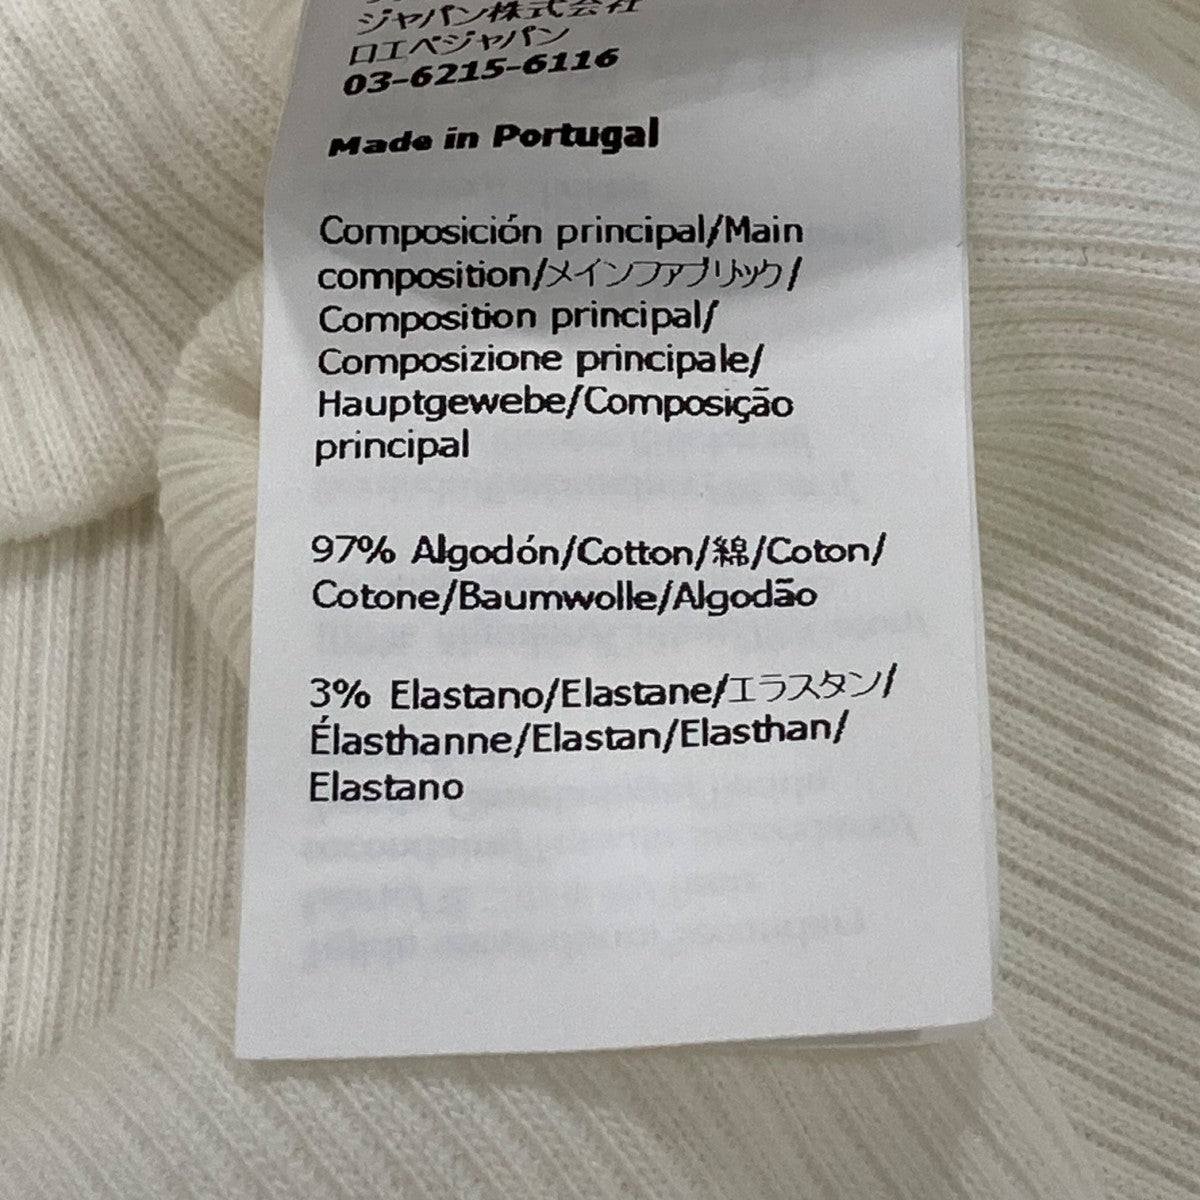 ジャパン株式会社
ロエベジャパン
03-6215-6116
Made in Portugal
Composición principal/Main
composition/メインファブリック/
Composition principal/
Composizione principale/
Hauptgewebe/Composição
principal
97% Algodón/Cotton/綿/Coton/
Cotone/Baumwolle/Algodão
3% Elastano/Elastane/エラスタン/
Élasthanne/Elastan/Elasthan/
Elastano